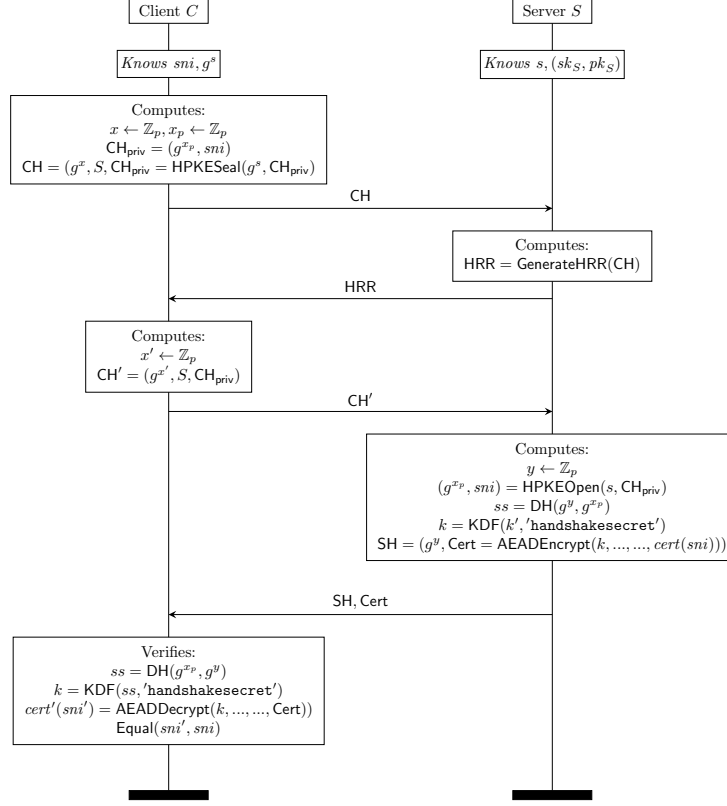 Client C
Server S
Knows sni, g^s
Knows s, (sk_S, pk_S)
Computes:
x ← ℤ_p, x_p ← ℤ_p
CH_priv = (g^{x_p}, sni)
CH = (g^x, S, CH_priv = HPKESeal(g^s, CH_priv)
CH
Computes:
HRR = GenerateHRR(CH)
HRR
Computes:
x′ ← ℤ_p
CH′ = (g^{x′}, S, CH_priv)
CH′
Computes:
y ← ℤ_p
(g^{x_p}, sni) = HPKEOpen(s, CH_priv)
ss = DH(g^y, g^{x_p})
k = KDF(k′, 'handshakesecret')
SH = (g^y, Cert = AEADEncrypt(k, ..., ..., cert(sni)))
SH, Cert
Verifies:
ss = DH(g^{x_p}, g^y)
k = KDF(ss, 'handshakesecret')
cert′(sni′) = AEADDecrypt(k, ..., ..., Cert))
Equal(sni′, sni)